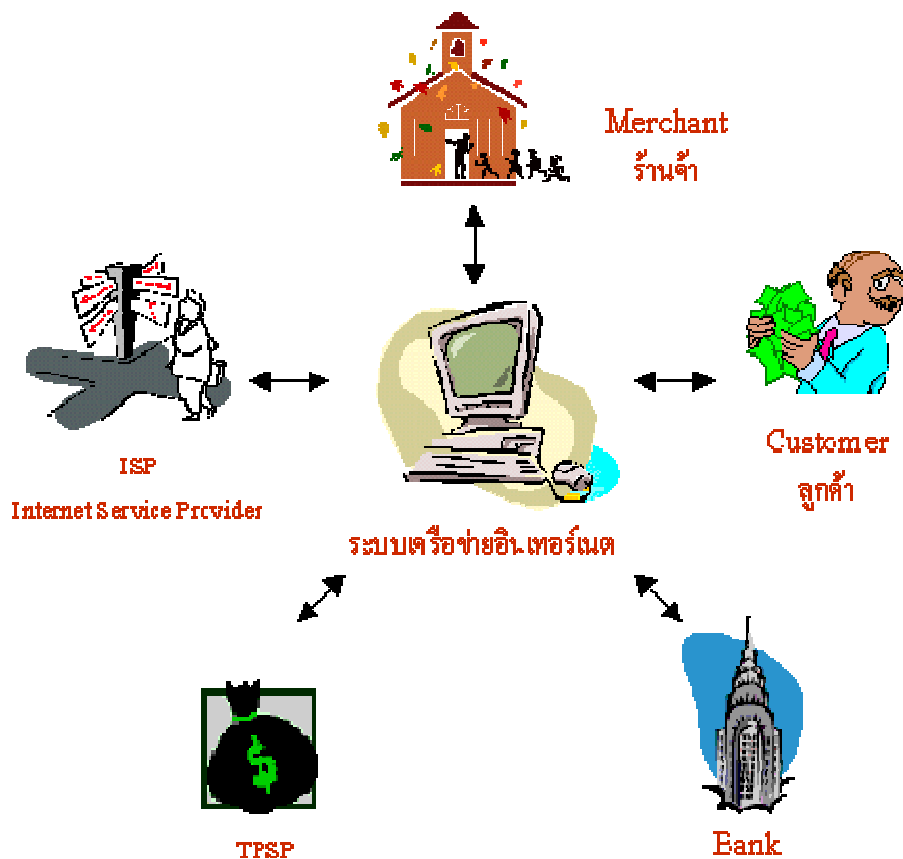 Merchant
ร้านค้า
ISP
Internet Service Provider
Customer
ลูกค้า
ระบบเครือข่ายอินเทอร์เนต
TPSP
Bank